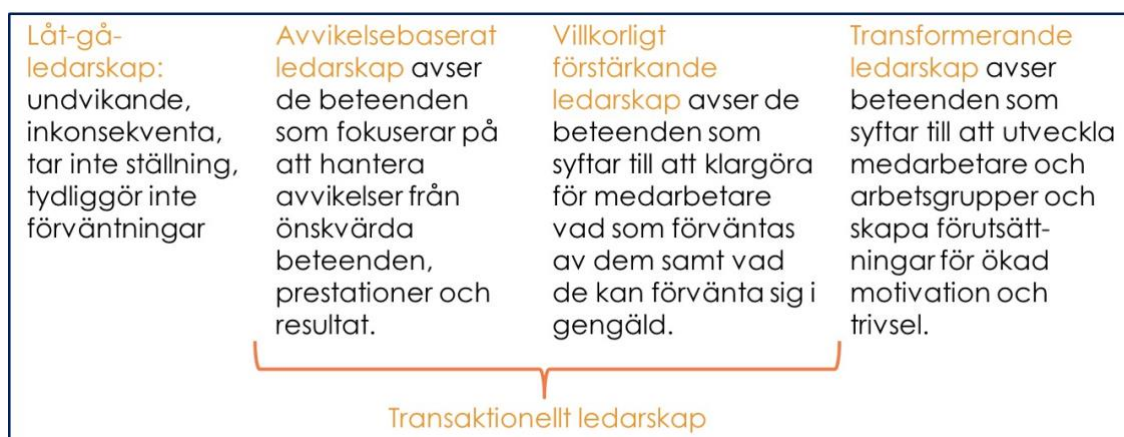 Låt-gå-
ledarskap:
undvikande,
inkonsekventa,
tar inte ställning,
tydliggör inte
förväntningar
Avvikelsebaserat
ledarskap avser
de beteenden
som fokuserar på
att hantera
avvikelser från
önskvärda
beteenden,
prestationer och
resultat.
Villkorligt
förstärkande
ledarskap avser de
beteenden som
syftar till att klargöra
för medarbetare
vad som förväntas
av dem samt vad
de kan förvänta sig i
gengäld.
Transformerande
ledarskap avser
beteenden som
syftar till att utveckla
medarbetare och
arbetsgrupper och
skapa förutsätt-
ningar för ökad
motivation och
trivsel.
Transaktionellt ledarskap